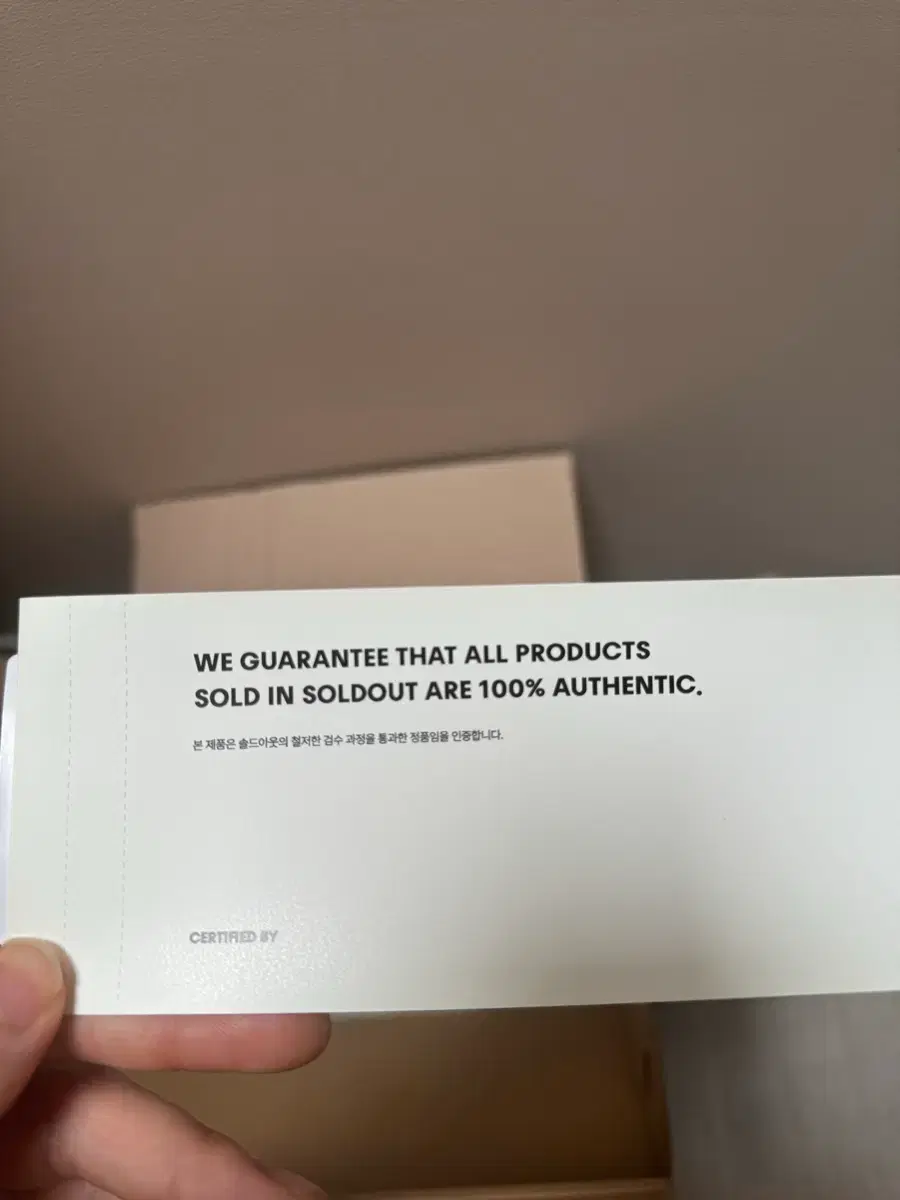 WE GUARANTEE THAT ALL PRODUCTS
SOLD IN SOLDOUT ARE 100% AUTHENTIC.
본 제품은 솔드아웃의 철저한 검수 과정을 통과한 정품임을 인증합니다.
CERTIFIED BY